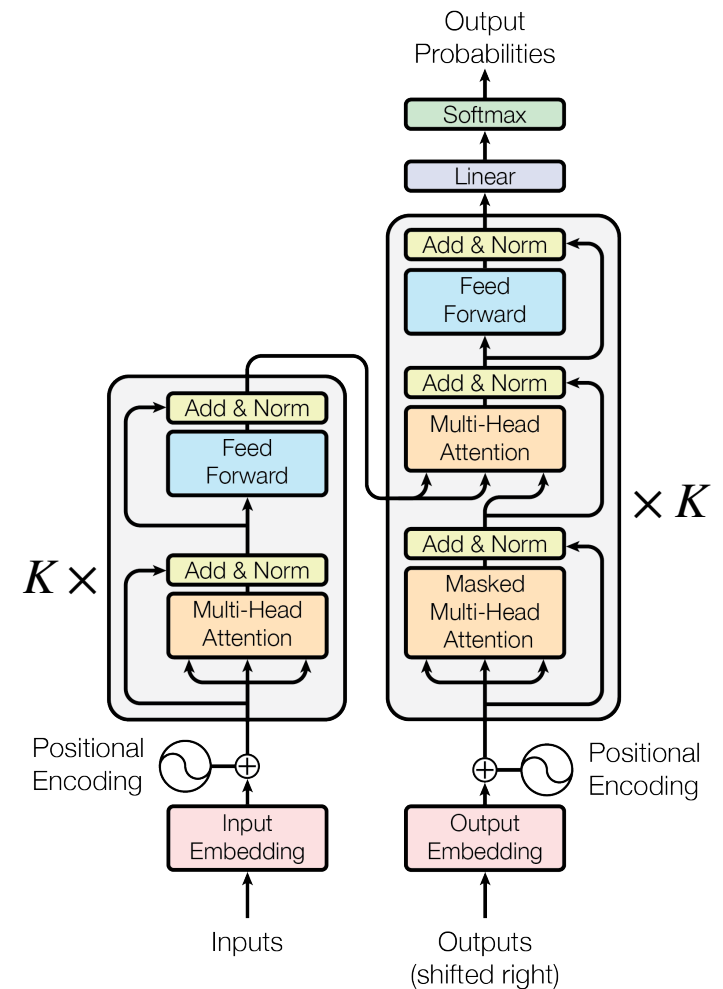 Output
Probabilities
Softmax
Linear
Add & Norm
Feed
Forward
Add & Norm
Multi-Head
Attention
Add & Norm
Masked
Multi-Head
Attention
× K
Add & Norm
Feed
Forward
Add & Norm
Multi-Head
Attention
K ×
Positional
Encoding
Positional
Encoding
Input
Embedding
Output
Embedding
Inputs
Outputs
(shifted right)